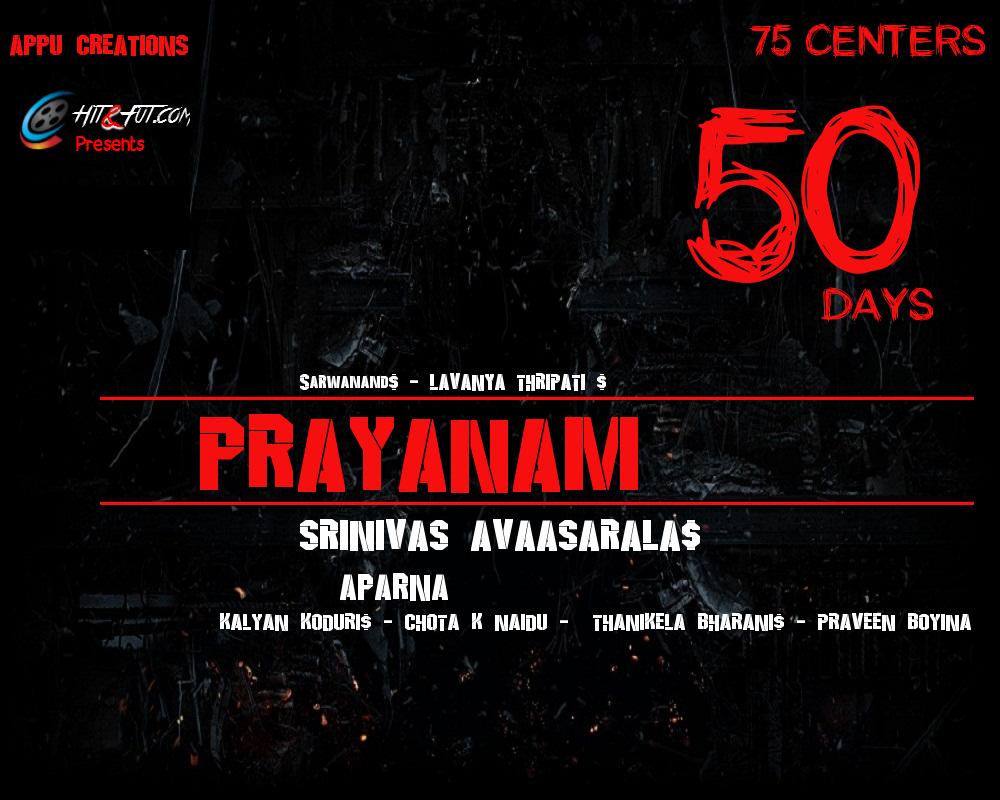 APPU CREATIONS
75 CENTERS
HIT&FUT.COM
Presents
50
DAYS
SARWANAND$ - LAVANYA THRIPATI $
PRAYANAM
SRINIVAS AVAASARALA$
APARNA
KALYAN KODURI$ - CHOTA K NAIDU - THANIKELA BHARANI$ - PRAVEEN BOYINA